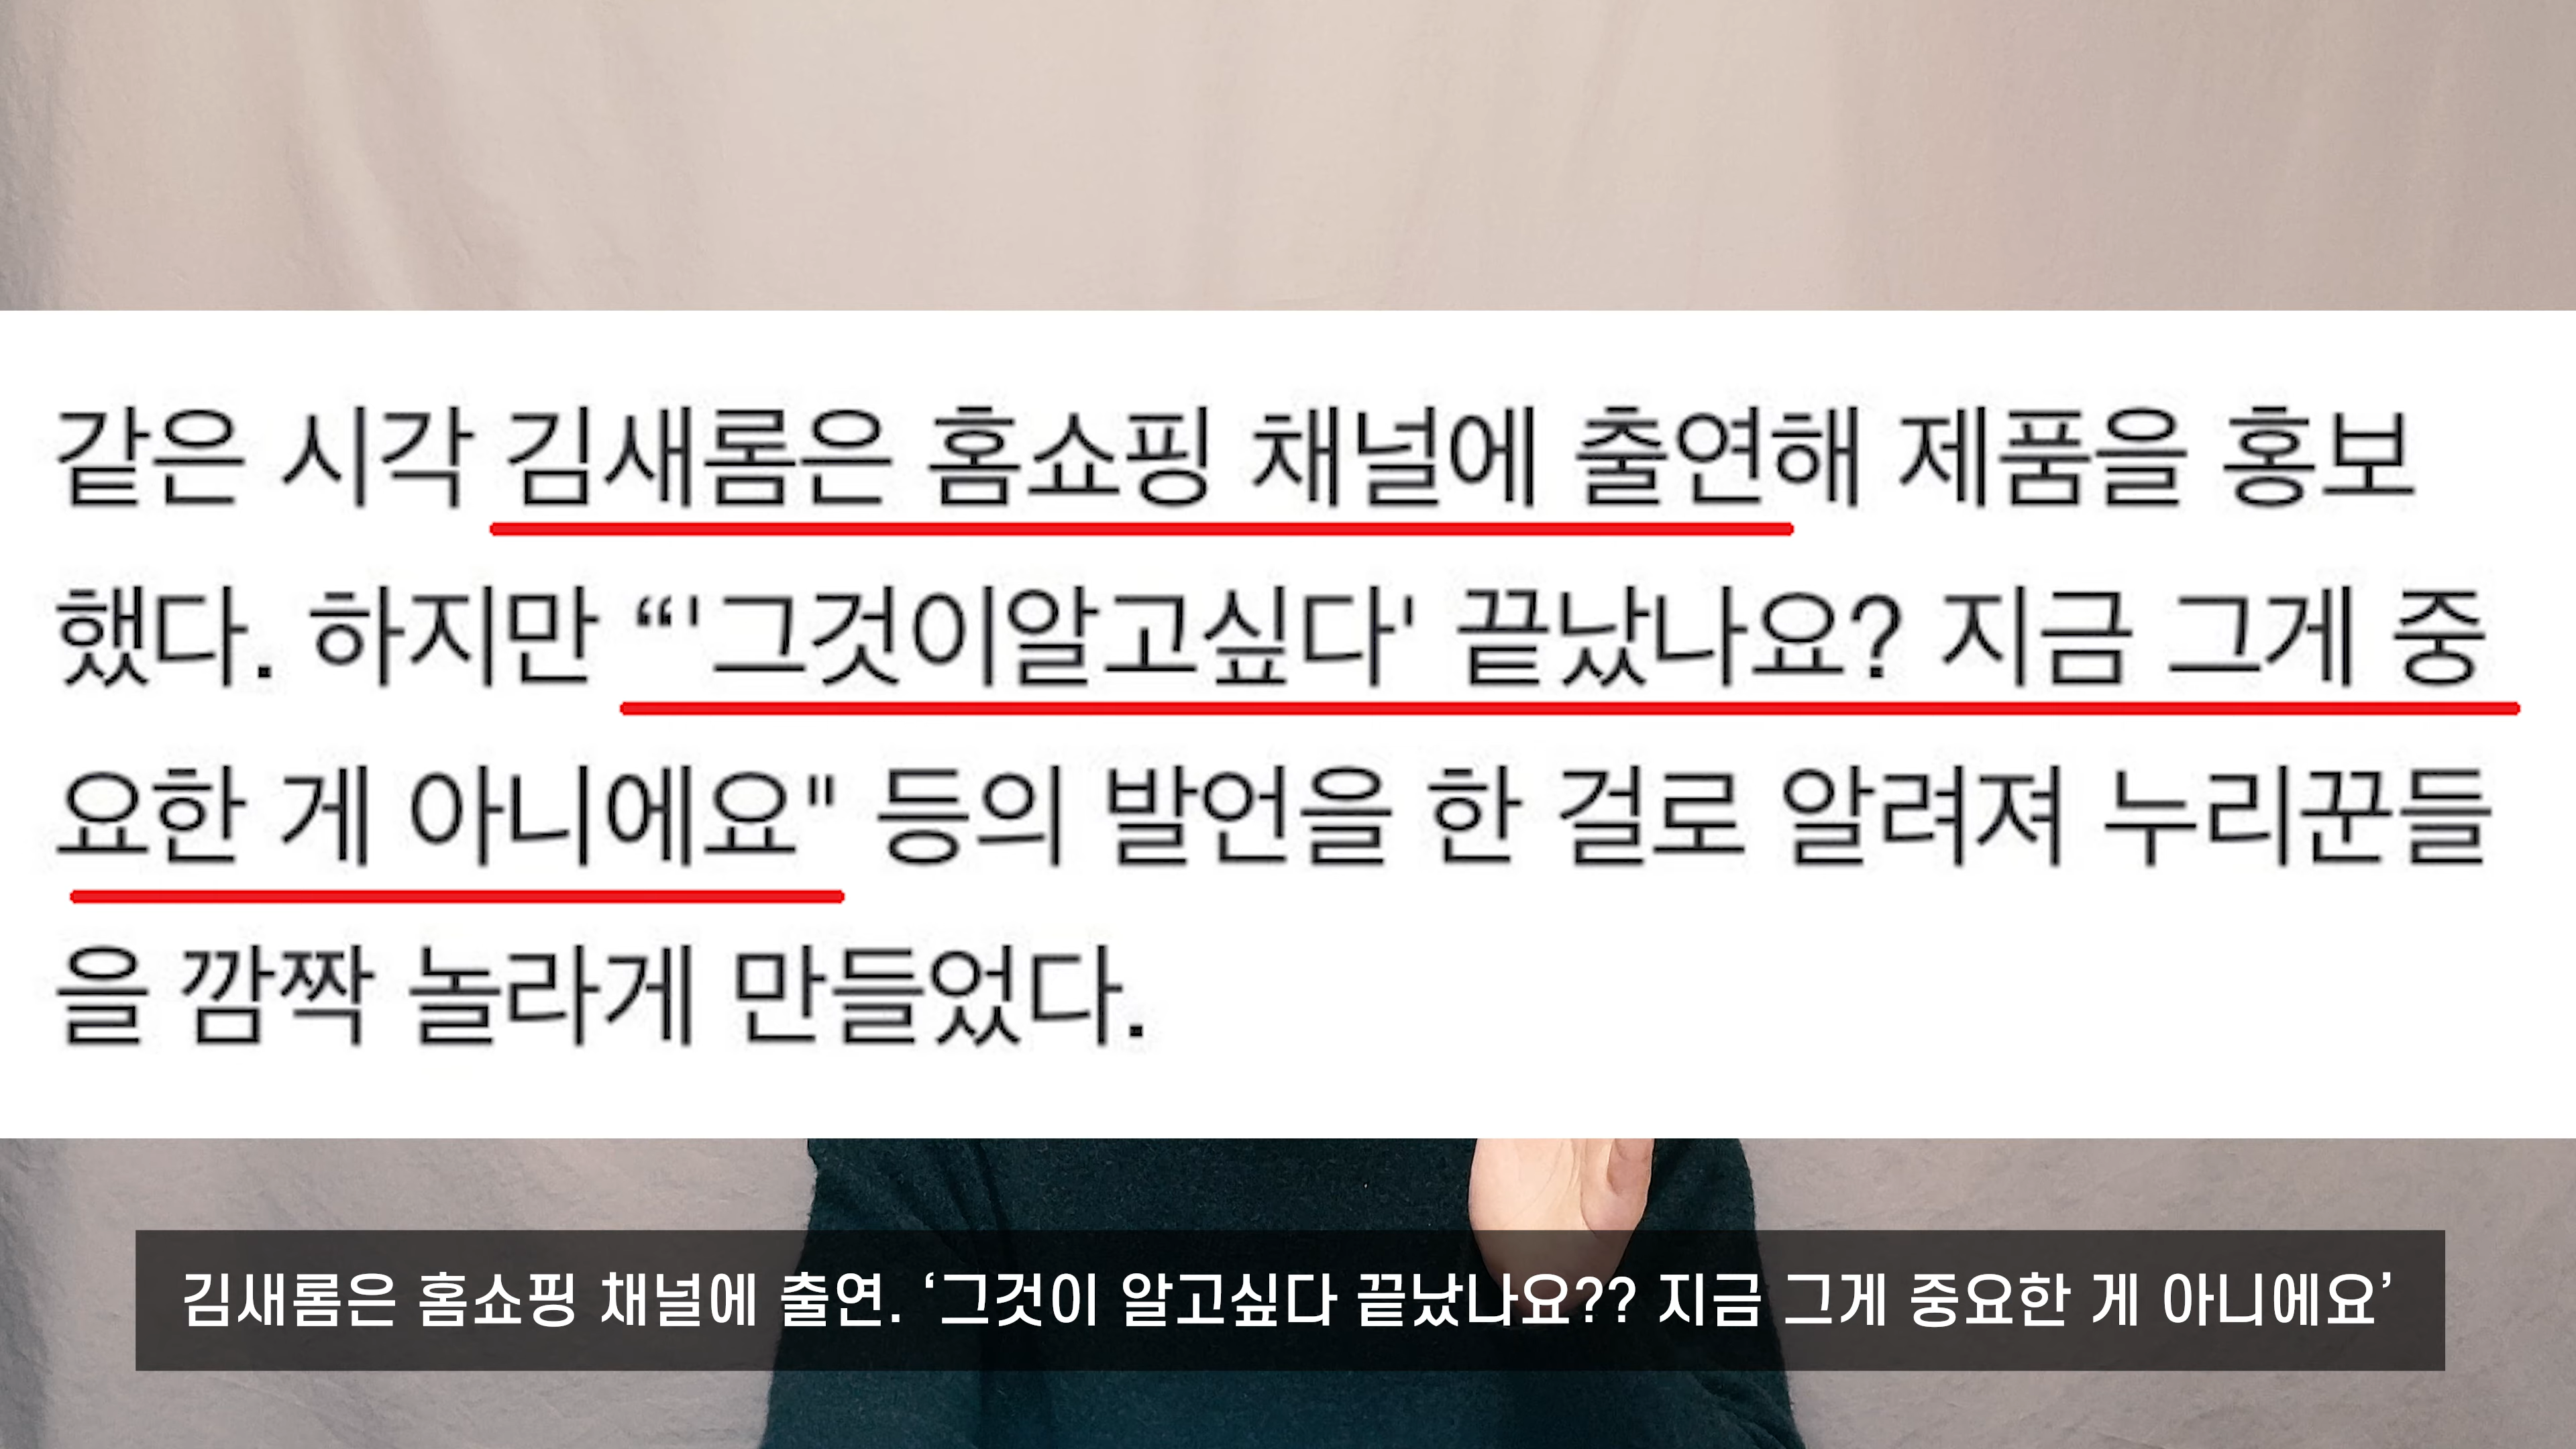 같은 시각 김새롬은 홈쇼핑 채널에 출연해 제품을 홍보
했다. 하지만 “'그것이알고싶다' 끝났나요? 지금 그게 중
요한 게 아니에요" 등의 발언을 한 걸로 알려져 누리꾼들
을 깜짝 놀라게 만들었다.
김새롬은 홈쇼핑 채널에 출연. ‘그것이 알고싶다 끝났나요?? 지금 그게 중요한 게 아니에요’